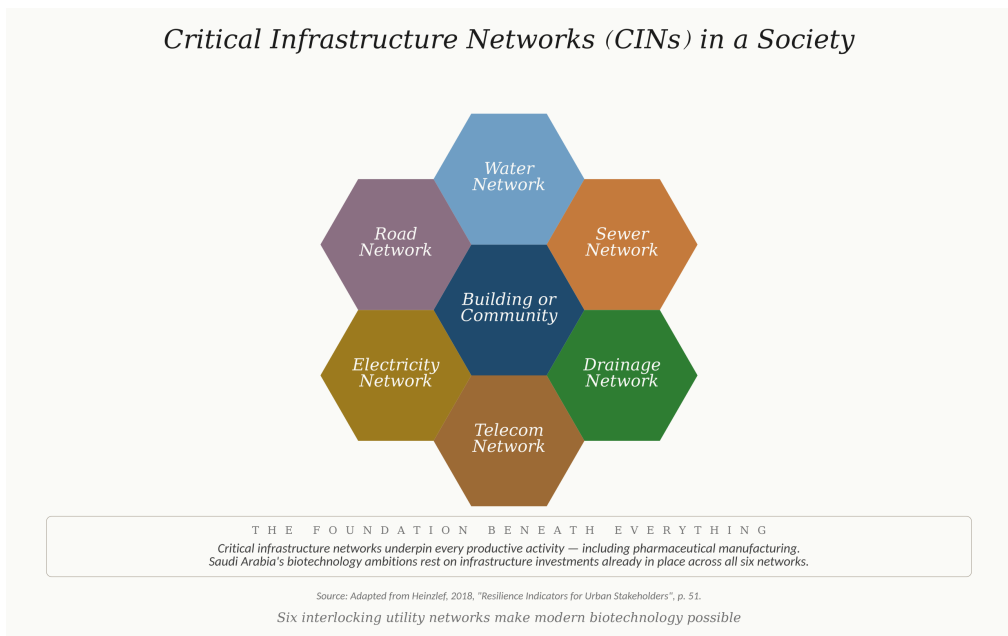 Critical Infrastructure Networks (CINs) in a Society
Water
Network
Road
Network
Sewer
Network
Building or
Community
Electricity
Network
Drainage
Network
Telecom
Network
THE FOUNDATION BENEATH EVERYTHING
Critical infrastructure networks underpin every productive activity — including pharmaceutical manufacturing.
Saudi Arabia's biotechnology ambitions rest on infrastructure investments already in place across all six networks.
Source: Adapted from Heinzlef, 2018, "Resilience Indicators for Urban Stakeholders", p. 51.
Six interlocking utility networks make modern biotechnology possible